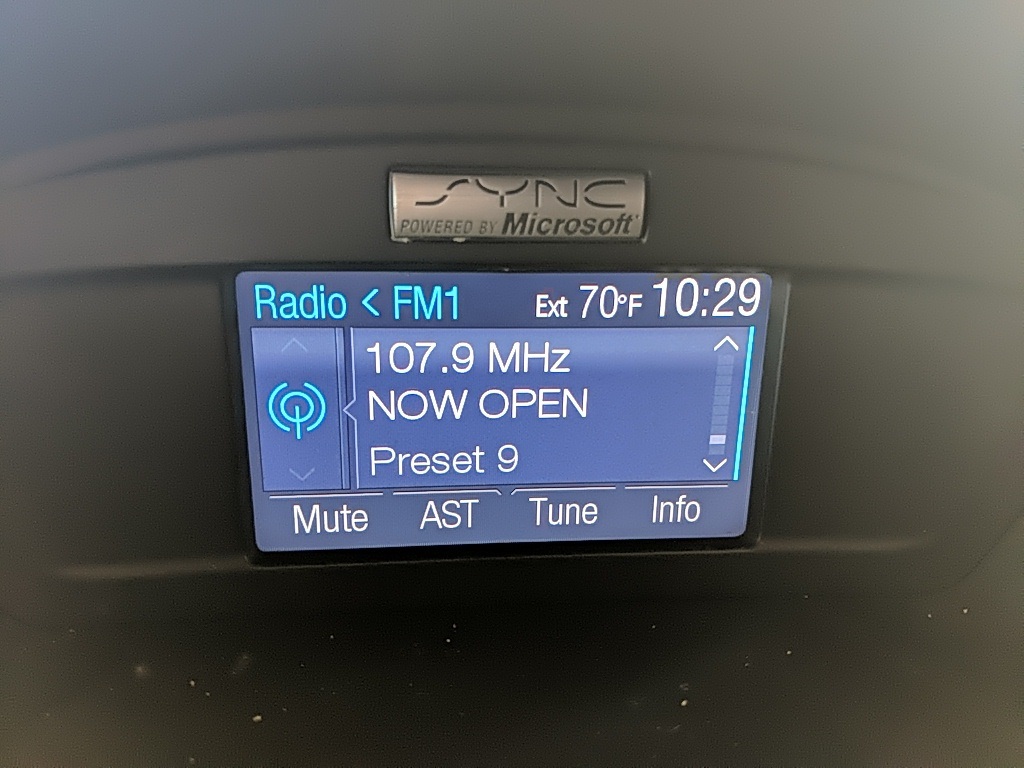 SYNC
POWERED BY Microsoft
Radio < FM1 Ext 70°F 10:29
107.9 MHz
NOW OPEN
Preset 9
Mute AST Tune Info